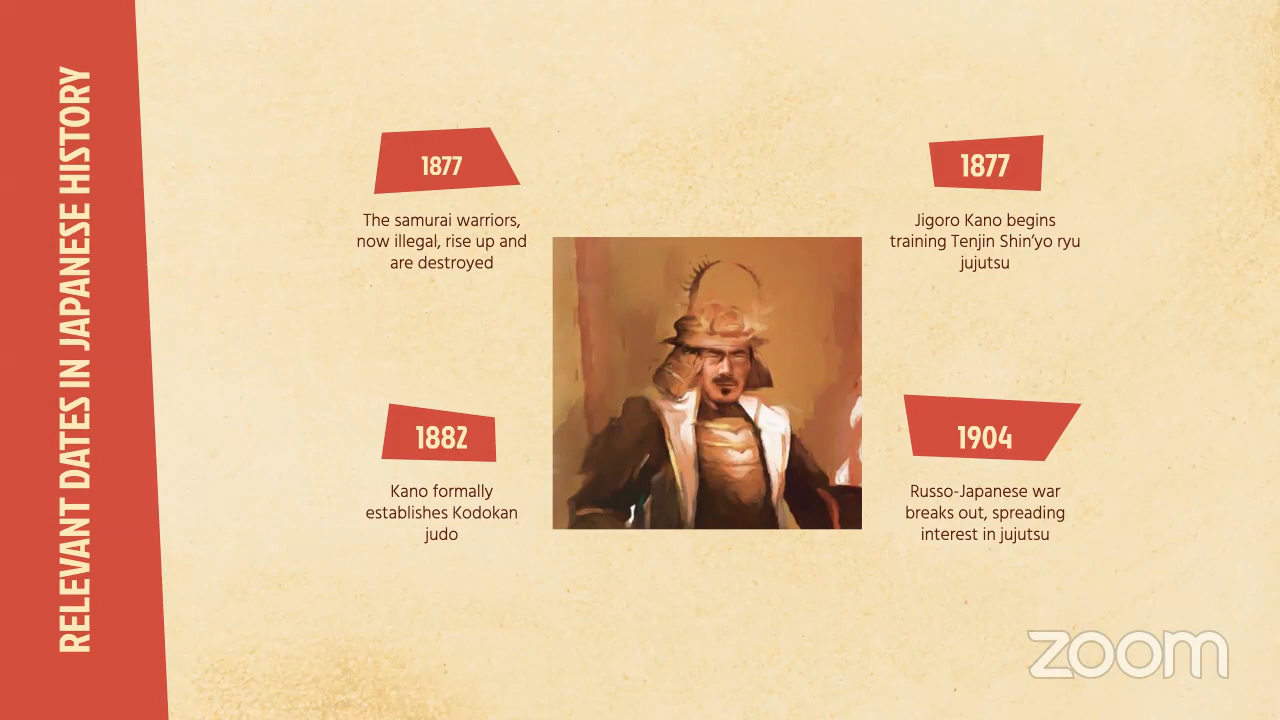 RELEVANT DATES IN JAPANESE HISTORY
1877
The samurai warriors,
now illegal, rise up and
are destroyed
1877
Jigoro Kano begins
training Tenjin Shin’yo ryu
jujutsu
1882
Kano formally
establishes Kodokan
judo
1904
Russo-Japanese war
breaks out, spreading
interest in jujutsu
zoom